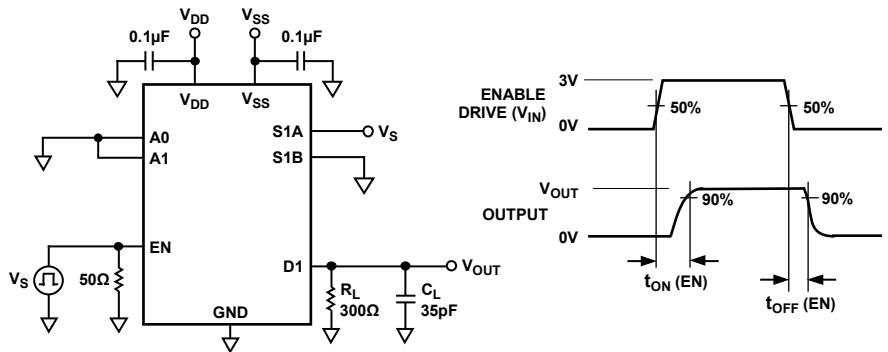 VDD VSS
0.1µF 0.1µF
VDD VSS
A0
A1
S1A VS
S1B
EN
VS
50Ω
D1 VOUT
RL
300Ω
CL
35pF
GND
3V
ENABLE
DRIVE (VIN)
50% 50%
0V
VOUT
90% 90%
OUTPUT
0V
tON (EN)
tOFF (EN)